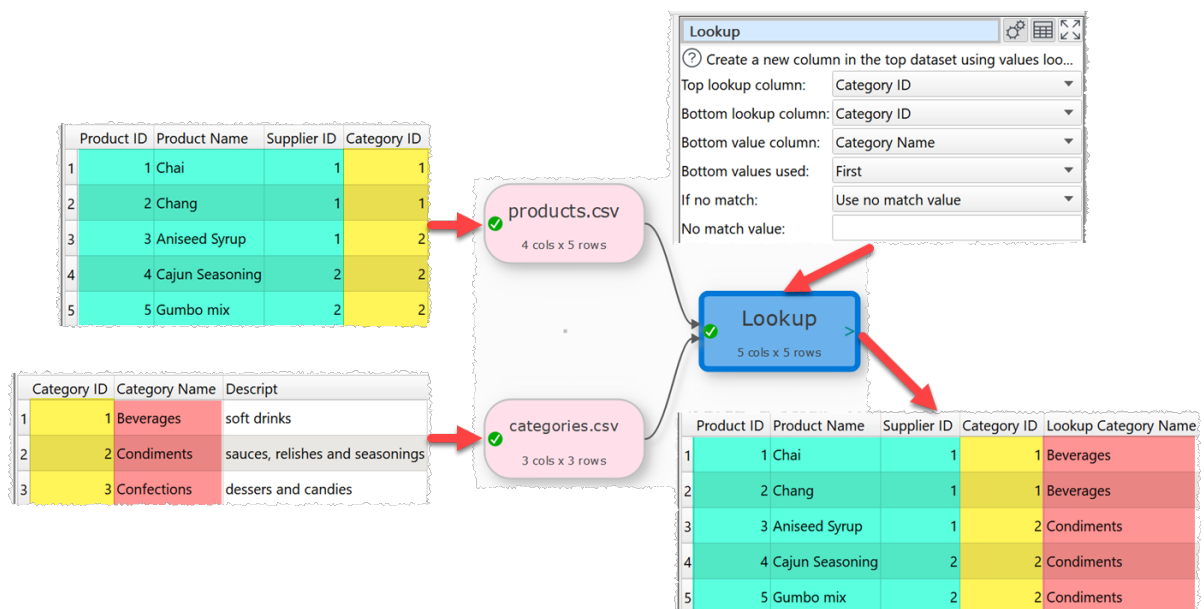 Lookup
? Create a new column in the top dataset using values loo...
Top lookup column: Category ID
Bottom lookup column: Category ID
Bottom value column: Category Name
Bottom values used: First
If no match: Use no match value
No match value:
Product ID Product Name Supplier ID Category ID
1 1 Chai 1 1
2 2 Chang 1 1
3 3 Aniseed Syrup 1 2
4 4 Cajun Seasoning 2 2
5 5 Gumbo mix 2 2
products.csv
4 cols x 5 rows
Lookup
5 cols x 5 rows
>
Category ID Category Name Descript
1 1 Beverages soft drinks
2 2 Condiments sauces, relishes and seasonings
3 3 Confections dessers and candies
categories.csv
3 cols x 3 rows
Product ID Product Name Supplier ID Category ID Lookup Category Name
1 1 Chai 1 1 Beverages
2 2 Chang 1 1 Beverages
3 3 Aniseed Syrup 1 2 Condiments
4 4 Cajun Seasoning 2 2 Condiments
5 5 Gumbo mix 2 2 Condiments